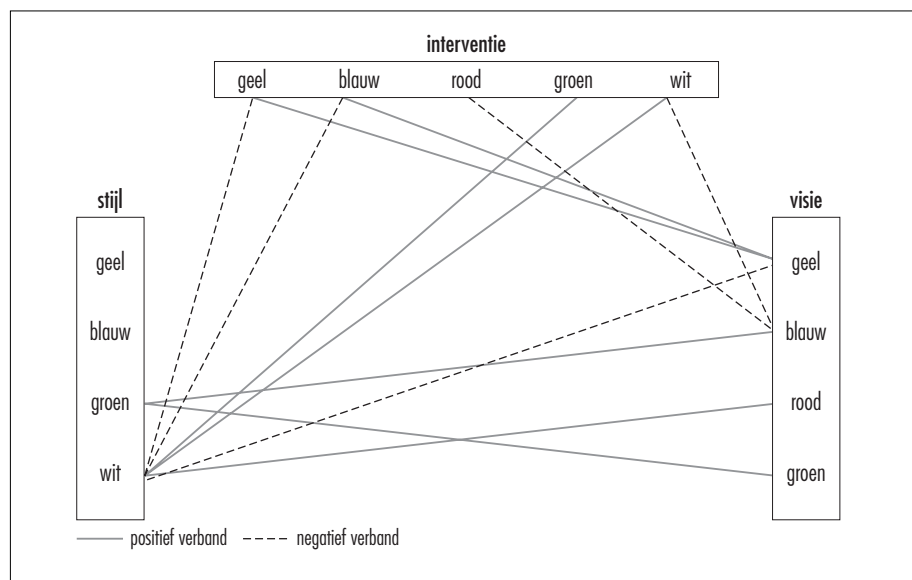 interventie
geel blauw rood groen wit
stijl
geel
blauw
groen
wit
visie
geel
blauw
rood
groen
positief verband negatief verband